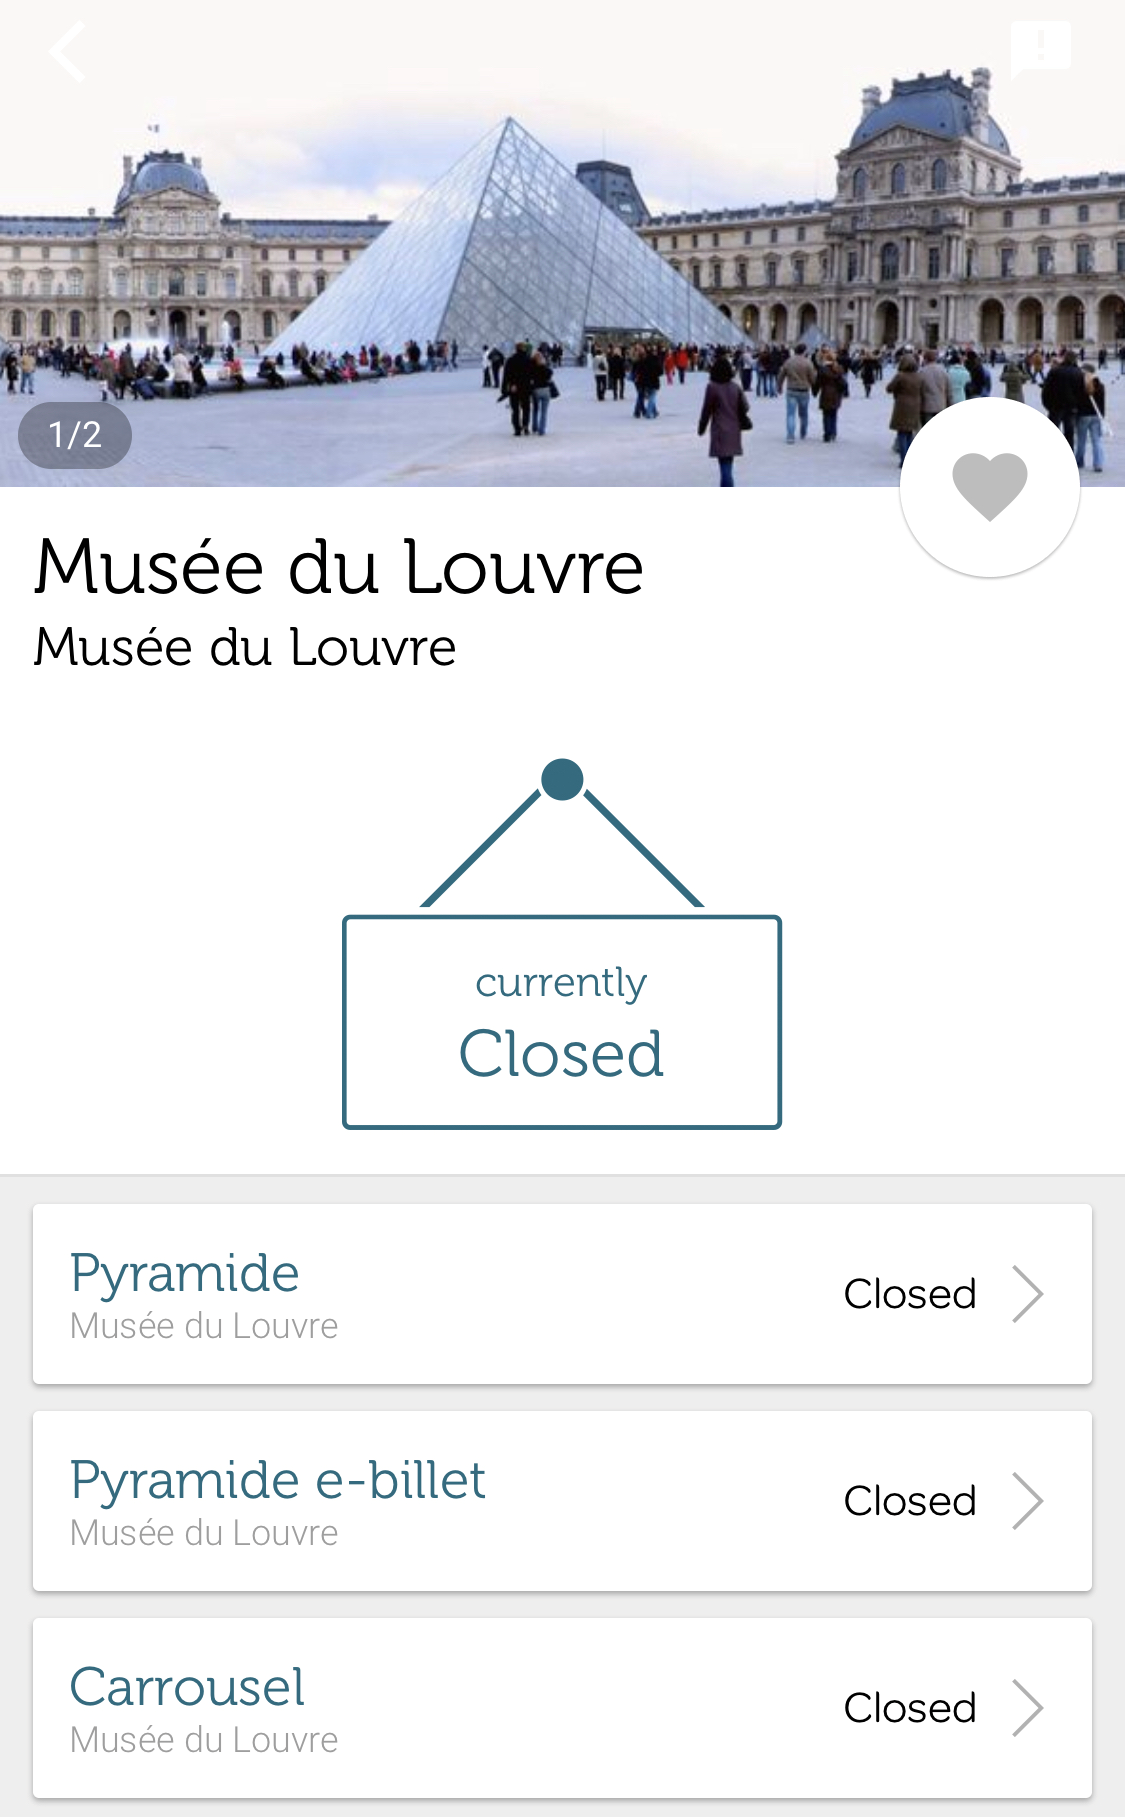 1/2
Musée du Louvre
Musée du Louvre
currently
Closed
Pyramide
Musée du Louvre
Closed
Pyramide e-billet
Musée du Louvre
Closed
Carrousel
Musée du Louvre
Closed